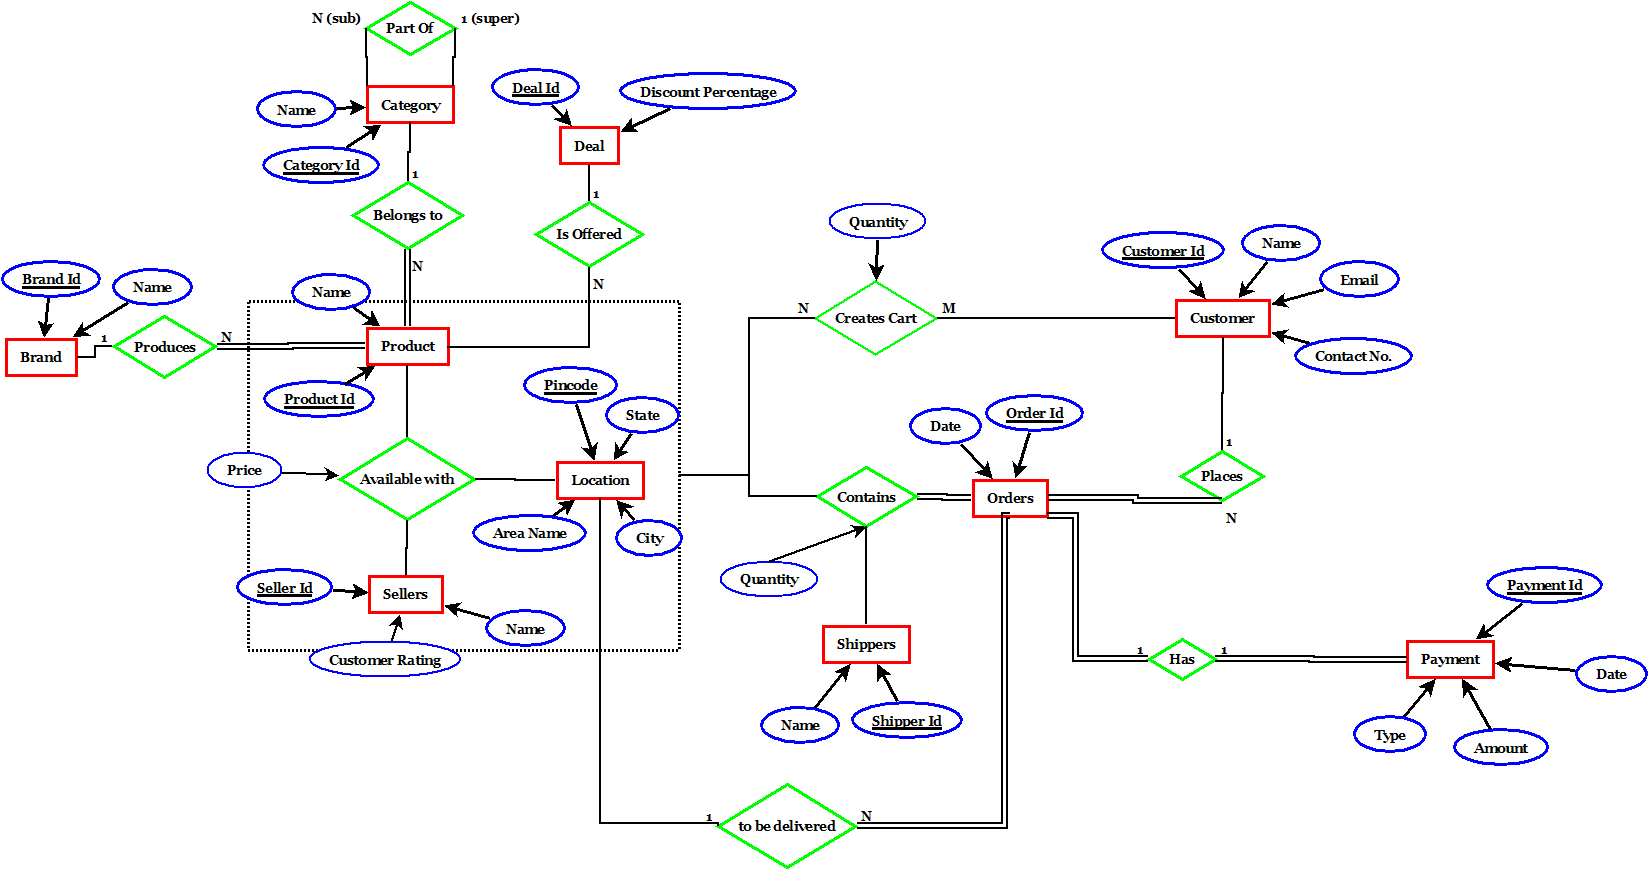 N (sub)
1 (super)
Part Of
Name
Category
Category Id
Deal Id
Discount Percentage
Deal
1
Belongs to
N
1
Is Offered
N
Quantity
Customer Id
Name
Email
Customer
Contact No.
N
Creates Cart
M
Brand Id
Name
Brand
1
Produces
N
Name
Product
Product Id
Pincode
State
Location
Area Name
City
Price
Available with
Date
Order Id
Orders
Contains
Quantity
1
Places
N
Seller Id
Sellers
Name
Customer Rating
Shippers
Name
Shipper Id
1
Has
1
Payment Id
Payment
Date
Type
Amount
1
to be delivered
N